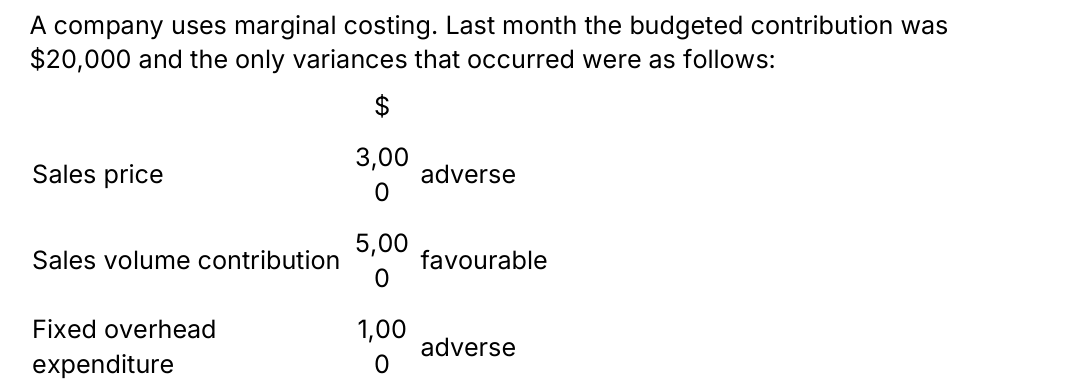 A company uses marginal costing. Last month the budgeted contribution was
$20,000 and the only variances that occurred were as follows:
$
Sales price 3,00
0 adverse
Sales volume contribution 5,00
0 favourable
Fixed overhead
expenditure 1,00
0 adverse